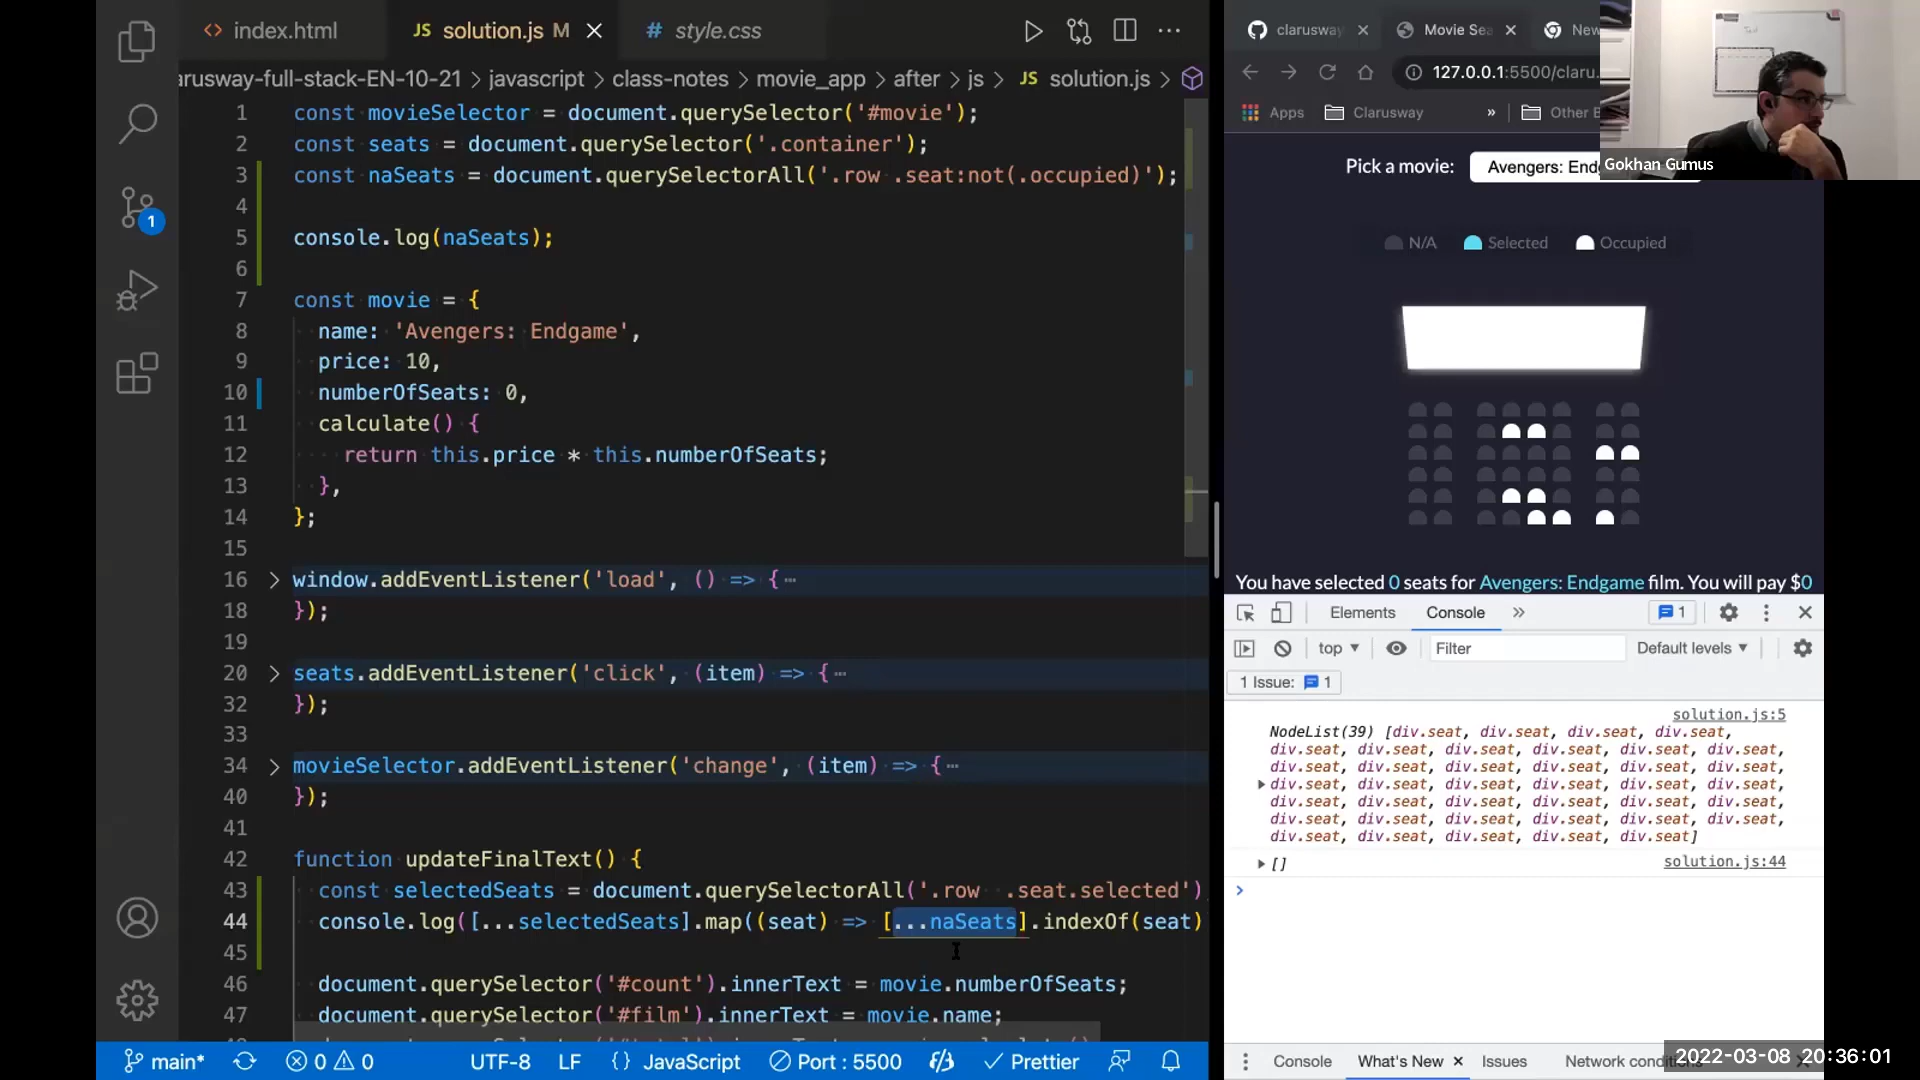 index.html
JS solution.js M
# style.css
arusway-full-stack-EN-10-21 > javascript > class-notes > movie_app > after > js > JS solution.js >
1 const movieSelector = document.querySelector('#movie');
2 const seats = document.querySelector('.container');
3 const naSeats = document.querySelectorAll('.row .seat:not(.occupied)');
4
5 console.log(naSeats);
6
7 const movie = {
8 name: 'Avengers: Endgame',
9 price: 10,
10 numberOfSeats: 0,
11 calculate() {
12 return this.price * this.numberOfSeats;
13 },
14 };
15
16 window.addEventListener('load', () => {
18 });
19
20 seats.addEventListener('click', (item) => {
32 });
33
34 movieSelector.addEventListener('change', (item) => {
40 });
41
42 function updateFinalText() {
43 const selectedSeats = document.querySelectorAll('.row .seat.selected')
44 console.log([...selectedSeats].map((seat) => [...naSeats].indexOf(seat)
45
46 document.querySelector('#count').innerText = movie.numberOfSeats;
47 document.querySelector('#film').innerText = movie.name;
1
main* 0 0 UTF-8 LF {} JavaScript Port : 5500 Prettier
clarusway Movie Sea New
127.0.0.1:5500/claru.
Apps Clarusway » Other B
Gokhan Gumus
Pick a movie: Avengers: End
N/A Selected Occupied
You have selected 0 seats for Avengers: Endgame film. You will pay $0
Elements Console » 1
top Filter Default levels
1 Issue: 1
solution.js:5
NodeList(39) [div.seat, div.seat, div.seat, div.seat,
div.seat, div.seat, div.seat, div.seat, div.seat, div.seat,
div.seat, div.seat, div.seat, div.seat, div.seat, div.seat,
div.seat, div.seat, div.seat, div.seat, div.seat, div.seat,
div.seat, div.seat, div.seat, div.seat, div.seat, div.seat,
div.seat, div.seat, div.seat, div.seat, div.seat, div.seat,
div.seat, div.seat, div.seat, div.seat, div.seat]
[] solution.js:44
Console What's New Issues Network condi
2022-03-08 20:36:01